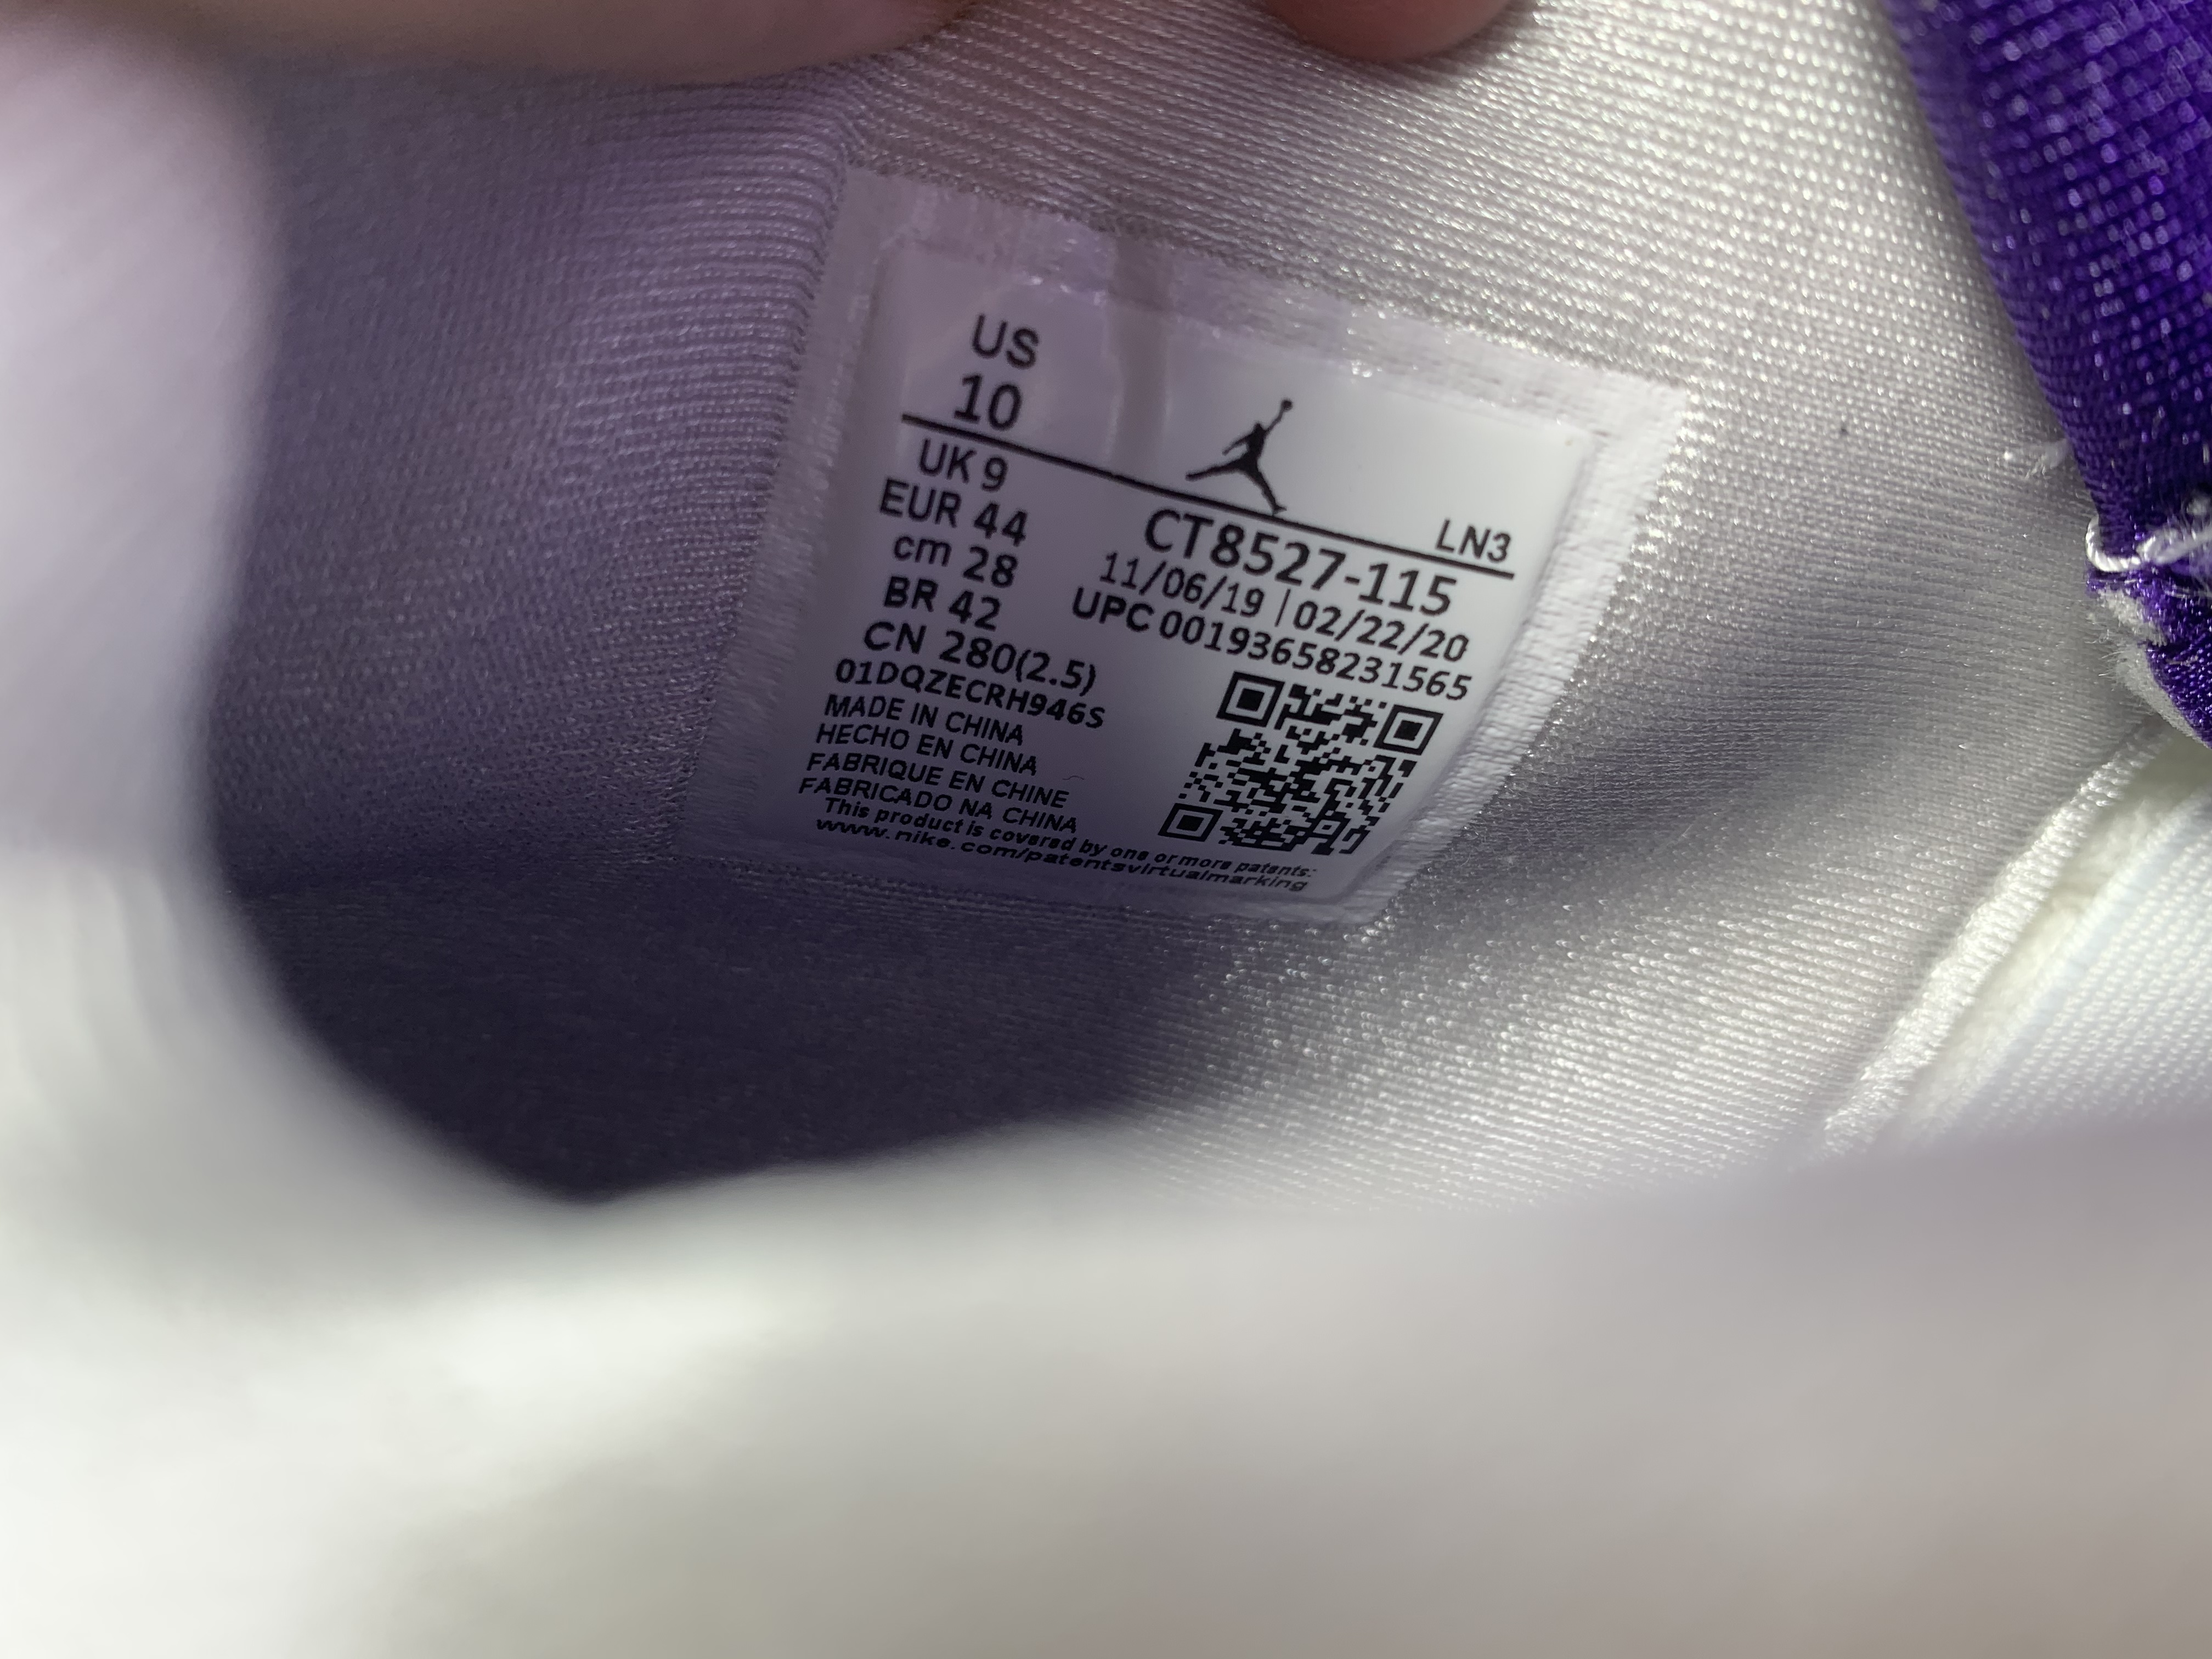 US
10
LN3
UK 9
EUR 44
cm 28
BR 42
CN 280(2.5)
01DQZECRH946S
MADE IN CHINA
HECHO EN CHINA
FABRIQUE EN CHINE
FABRICADO NA CHINA
CT8527-115
11/06/19 | 02/22/20
UPC 00193658231565
This product is covered by one or more patents:
www.nike.com/patentsvirtualmarking